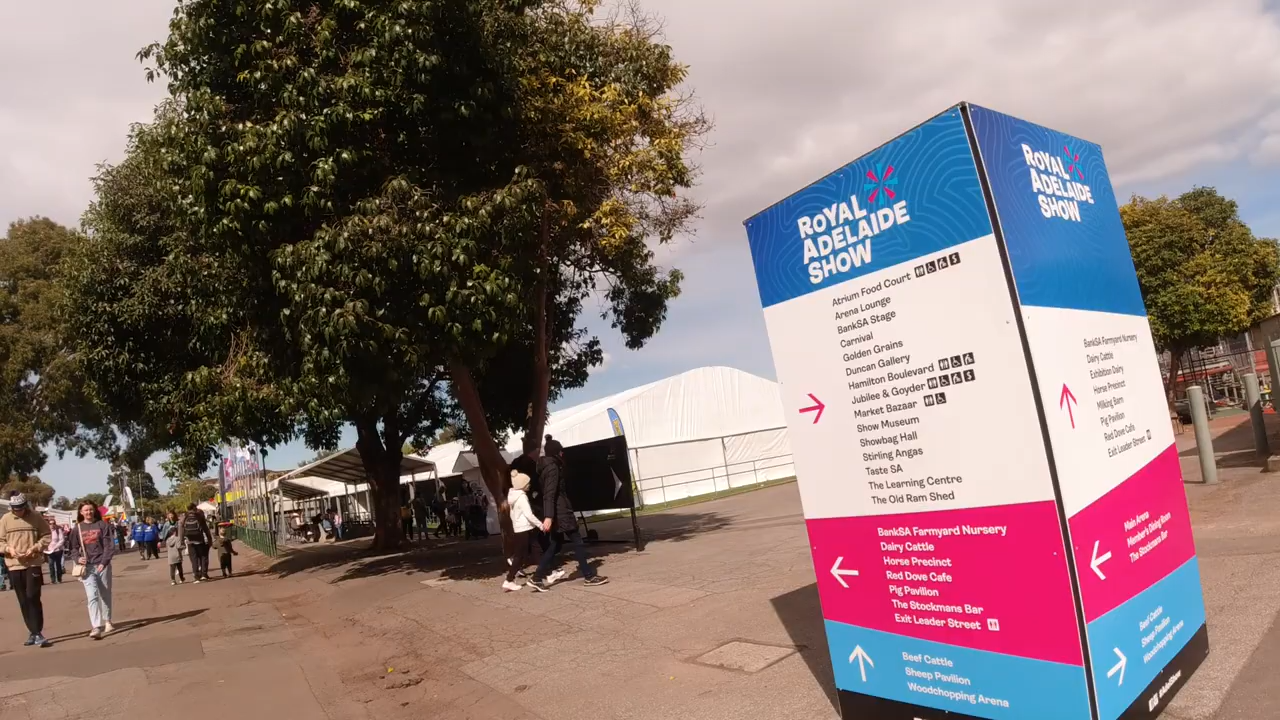 ROYAL
ADELAIDE
SHOW
Atrium Food Court
Arena Lounge
BankSA Stage
Carnival
Golden Grains
Duncan Gallery
Hamilton Boulevard
Jubilee & Goyder
Market Bazaar
Show Museum
Showbag Hall
Stirling Angas
Taste SA
The Learning Centre
The Old Ram Shed
BankSA Farmyard Nursery
Dairy Cattle
Horse Precinct
Red Dove Cafe
Pig Pavilion
The Stockmans Bar
Exit Leader Street
Beef Cattle
Sheep Pavilion
Woodchopping Arena
ROYAL
ADELAIDE
SHOW
BankSA Farmyard Nursery
Dairy Cattle
Exhibition Dairy
Horse Precinct
Milking Barn
Pig Pavilion
Red Dove Cafe
Exit Leader Street
Main Arena
Member's Dining Room
The Stockmans Bar
Beef Cattle
Sheep Pavilion
Woodchopping Arena